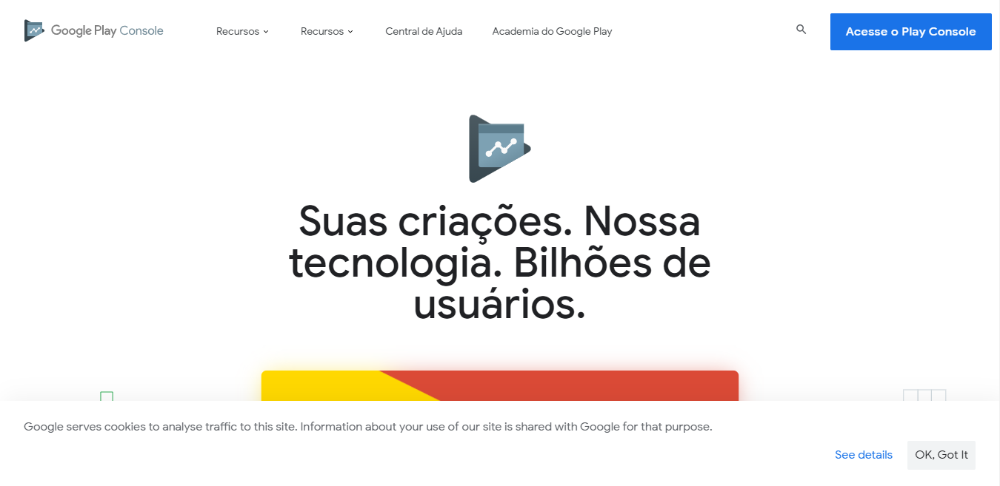 Google Play Console
Recursos
Recursos
Central de Ajuda
Academia do Google Play
Acesse o Play Console
Suas criações. Nossa
tecnologia. Bilhões de
usuários.
Google serves cookies to analyse traffic to this site. Information about your use of our site is shared with Google for that purpose.
See details
OK, Got It